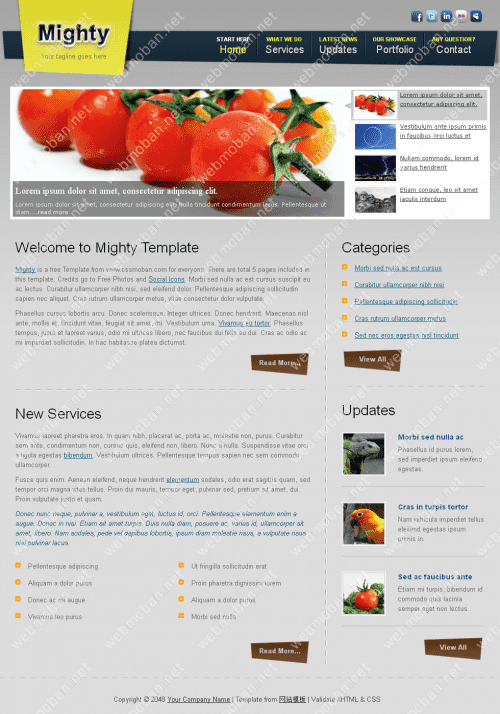 Mighty
Your tagline goes here
START HERE
Home
WHAT WE DO
Services
LATEST NEWS
Updates
OUR SHOWCASE
Portfolio
ANY QUESTION?
Contact
Lorem ipsum dolor sit amet, consectetur adipiscing elit.
Lorem ipsum dolor sit amet, consectetur adipiscing elit. Nulla tincidunt condimentum lacus. Pellentesque ut
diam....read more
Lorem ipsum dolor sit amet,
consectetur adipiscing elit.
Vestibulum ante ipsum primis
in faucibus orci luctus et
Nullam commodo, lorem id
varius hendrerit
Etiam congue, leo sit amet
iaculis interdum
Welcome to Mighty Template
Mighty is a free Template from www.cssmoban.com for everyone. There are total 5 pages included in
this template. Credits go to Free Photos and Social Icons. Morbi sed nulla ac est cursus suscipit eu
ac lectus. Curabitur ullamcorper nibh nisi, sed eleifend dolor. Pellentesque adipiscing sollicitudin
sapien nec aliquet. Cras rutrum ullamcorper metus, vitae consectetur dolor vulputate.
Phasellus cursus lobortis arcu. Donec scelerisque. Integer ultrices. Donec hendrerit. Maecenas nisl
ante, mollis et, tincidunt vitae, feugiat sit amet, mi. Vestibulum urna. Vivamus eu tortor. Phasellus
tempus, justo et laoreet varius, odio mi ultrices libero, nec faucibus dui felis eu dui. Cras ac odio ac
mi imperdiet sollicitudin. In hac habitasse platea dictumst.
Read More...
Categories
Morbi sed nulla ac est cursus
Curabitur ullamcorper nibh nisi
Pellentesque adipiscing sollicitudin
Cras rutrum ullamcorper metus
Sed nec eros egestas nisl tincidunt
View All
New Services
Vivamus laoreet pharetra eros. In quam nibh, placerat ac, porta ac, molestie non, purus. Curabitur
sem ante, condimentum non, cursus quis, eleifend non, libero. Nunc a nulla. Suspendisse vitae orci
a ligula egestas bibendum. Vestibulum ultrices. Pellentesque tempus sapien nec sem commodo
ullamcorper.
Fusce quis enim. Aenean eleifend, neque hendrerit elementum sodales, odio erat sagittis quam, sed
tempor orci magna vitae tellus. Proin dui mauris, tempor eget, pulvinar sed, pretium sit amet, dui.
Proin vulputate justo et quam.
Donec nunc neque, pulvinar a, vestibulum eget, luctus id, orci. Pellentesque elementum enim a
augue. Donec in nisi. Etiam sit amet turpis. Duis nulla diam, posuere ac, varius id, ullamcorper sit
amet, libero. Nam sodales, pede vel dapibus lobortis, ipsum diam molestie risus, a vulputate risus
nisi pulvinar lacus.
Pellentesque adipiscing
Aliquam a dolor purus
Donec ac mi augue
Vivamus leo purus
Ut fringilla sollicitudin erat
Proin pharetra dignissim lorem
Aliquam a dolor purus
Morbi sed nulla
Read More...
Updates
Morbi sed nulla ac
Phasellus id purus lorem,
sed imperdiet ipsum eleifend
egestas.
Cras in turpis tortor
Nam vehicula imperdiet tellus
eleifend egestas ipsum
primis in.
Sed ac faucibus ante
Etiam mi turpis, bibendum id
commodo quis lacinia
semper eget non lectus.
View All
Copyright © 2048 Your Company Name | Template from 网站模板 | Validate XHTML & CSS
webmoban.net